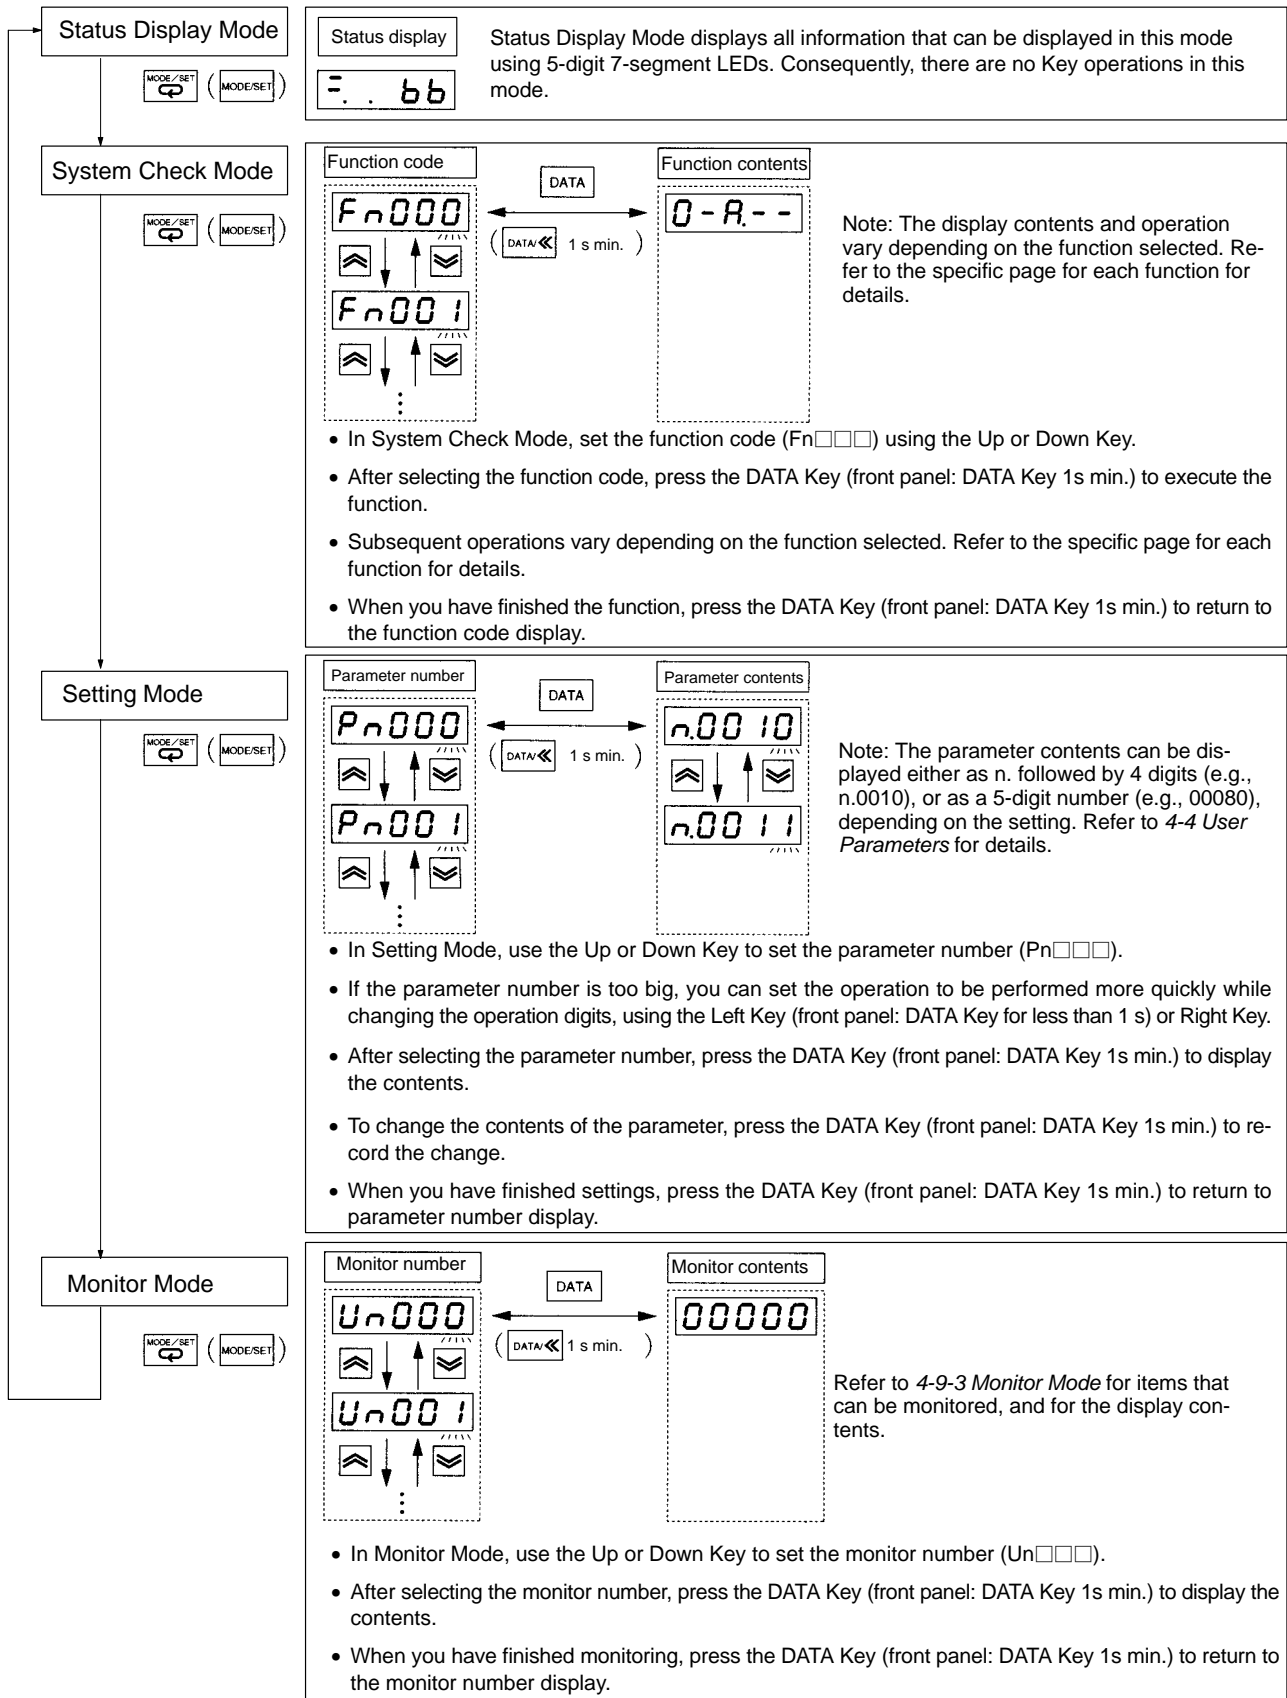 Status Display Mode
MODE/SET ( MODE/SET )
Status display
-. . bb
Status Display Mode displays all information that can be displayed in this mode
using 5-digit 7-segment LEDs. Consequently, there are no Key operations in this
mode.
System Check Mode
MODE/SET ( MODE/SET )
Function code
DATA
Function contents
Fn000
( DATA/≪ 1 s min. )
0-A.--
Fn001
Note: The display contents and operation
vary depending on the function selected. Re-
fer to the specific page for each function for
details.
• In System Check Mode, set the function code (Fn□□□) using the Up or Down Key.
• After selecting the function code, press the DATA Key (front panel: DATA Key 1s min.) to execute the
function.
• Subsequent operations vary depending on the function selected. Refer to the specific page for each
function for details.
• When you have finished the function, press the DATA Key (front panel: DATA Key 1s min.) to return to
the function code display.
Setting Mode
MODE/SET ( MODE/SET )
Parameter number
DATA
Parameter contents
Pn000
( DATA/≪ 1 s min. )
n.0010
Pn001
n.0011
Note: The parameter contents can be dis-
played either as n. followed by 4 digits (e.g.,
n.0010), or as a 5-digit number (e.g., 00080),
depending on the setting. Refer to 4-4 User
Parameters for details.
• In Setting Mode, use the Up or Down Key to set the parameter number (Pn□□□).
• If the parameter number is too big, you can set the operation to be performed more quickly while
changing the operation digits, using the Left Key (front panel: DATA Key for less than 1 s) or Right Key.
• After selecting the parameter number, press the DATA Key (front panel: DATA Key 1s min.) to display
the contents.
• To change the contents of the parameter, press the DATA Key (front panel: DATA Key 1s min.) to re-
cord the change.
• When you have finished settings, press the DATA Key (front panel: DATA Key 1s min.) to return to
parameter number display.
Monitor Mode
MODE/SET ( MODE/SET )
Monitor number
DATA
Monitor contents
Un000
( DATA/≪ 1 s min. )
00000
Un001
Refer to 4-9-3 Monitor Mode for items that
can be monitored, and for the display con-
tents.
• In Monitor Mode, use the Up or Down Key to set the monitor number (Un□□□).
• After selecting the monitor number, press the DATA Key (front panel: DATA Key 1s min.) to display the
contents.
• When you have finished monitoring, press the DATA Key (front panel: DATA Key 1s min.) to return to
the monitor number display.